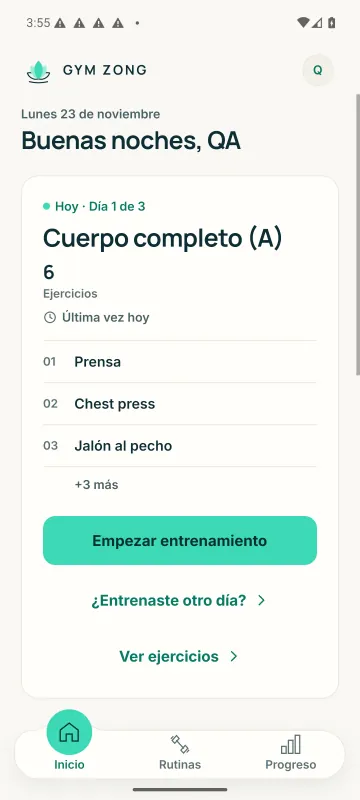 3:55
GYM ZONG
Q
Lunes 23 de noviembre
Buenas noches, QA
Hoy · Día 1 de 3
Cuerpo completo (A)
6
Ejercicios
Última vez hoy
01 Prensa
02 Chest press
03 Jalón al pecho
+3 más
Empezar entrenamiento
¿Entrenaste otro día?
Ver ejercicios
Inicio Rutinas Progreso